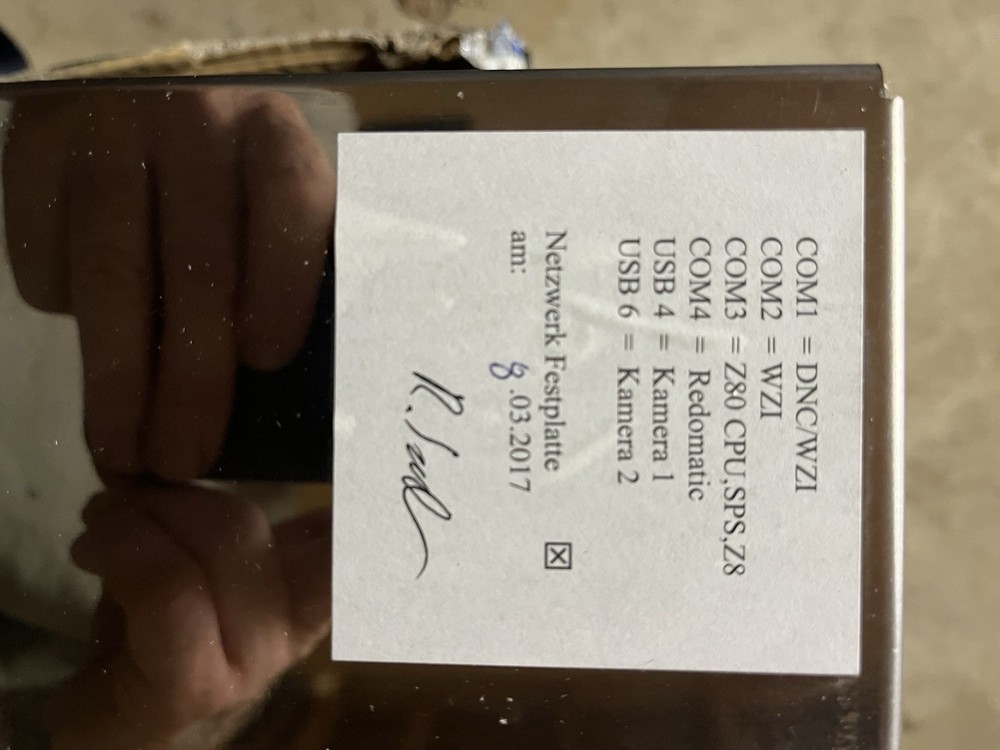 COM1 = DNC/WZI
COM2 = WZI
COM3 = Z80 CPU,SPS,Z8
COM4 = Redomatic
USB 4 = Kamera 1
USB 6 = Kamera 2
Netzwerk Festplatte ☒
am: 8.03.2017